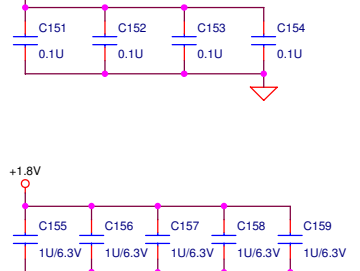 C151 C152 C153 C154
0.1U 0.1U 0.1U 0.1U
+1.8V
C155 C156 C157 C158 C159
1U/6.3V 1U/6.3V 1U/6.3V 1U/6.3V 1U/6.3V